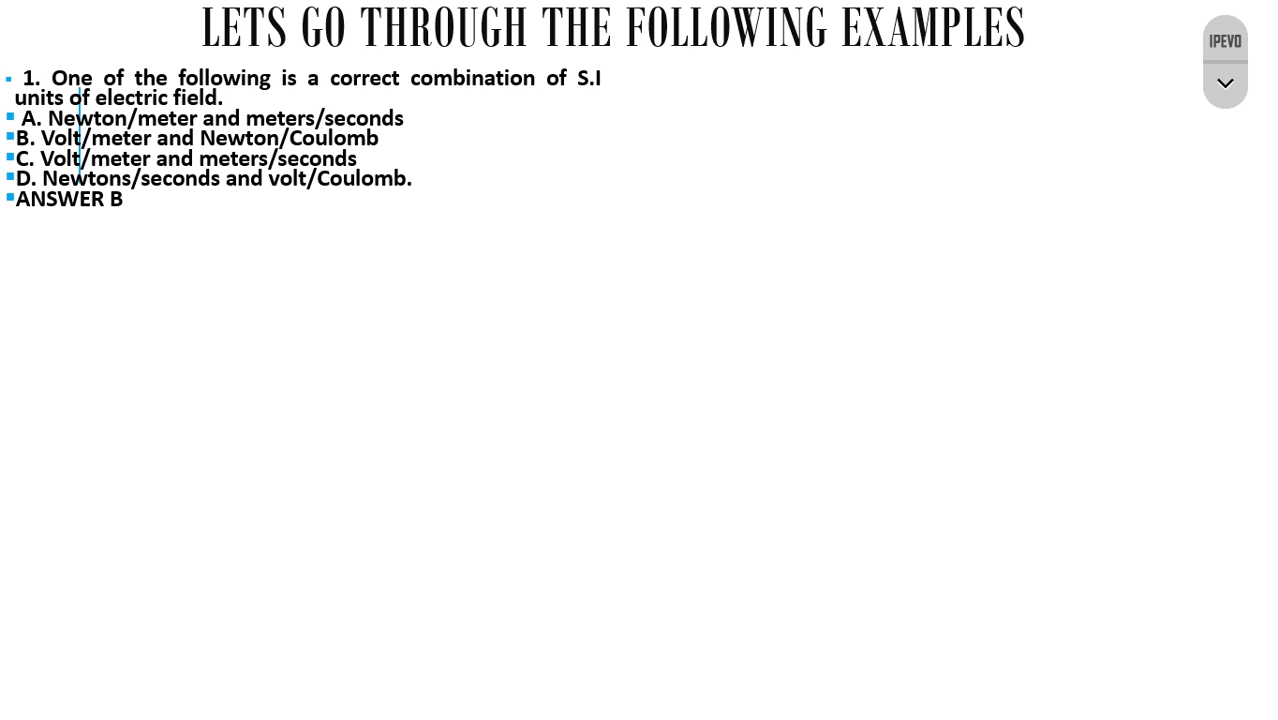 LETS GO THROUGH THE FOLLOWING EXAMPLES
IPEVO
1. One of the following is a correct combination of S.I
units of electric field.
A. Newton/meter and meters/seconds
B. Volt/meter and Newton/Coulomb
C. Volt/meter and meters/seconds
D. Newtons/seconds and volt/Coulomb.
ANSWER B